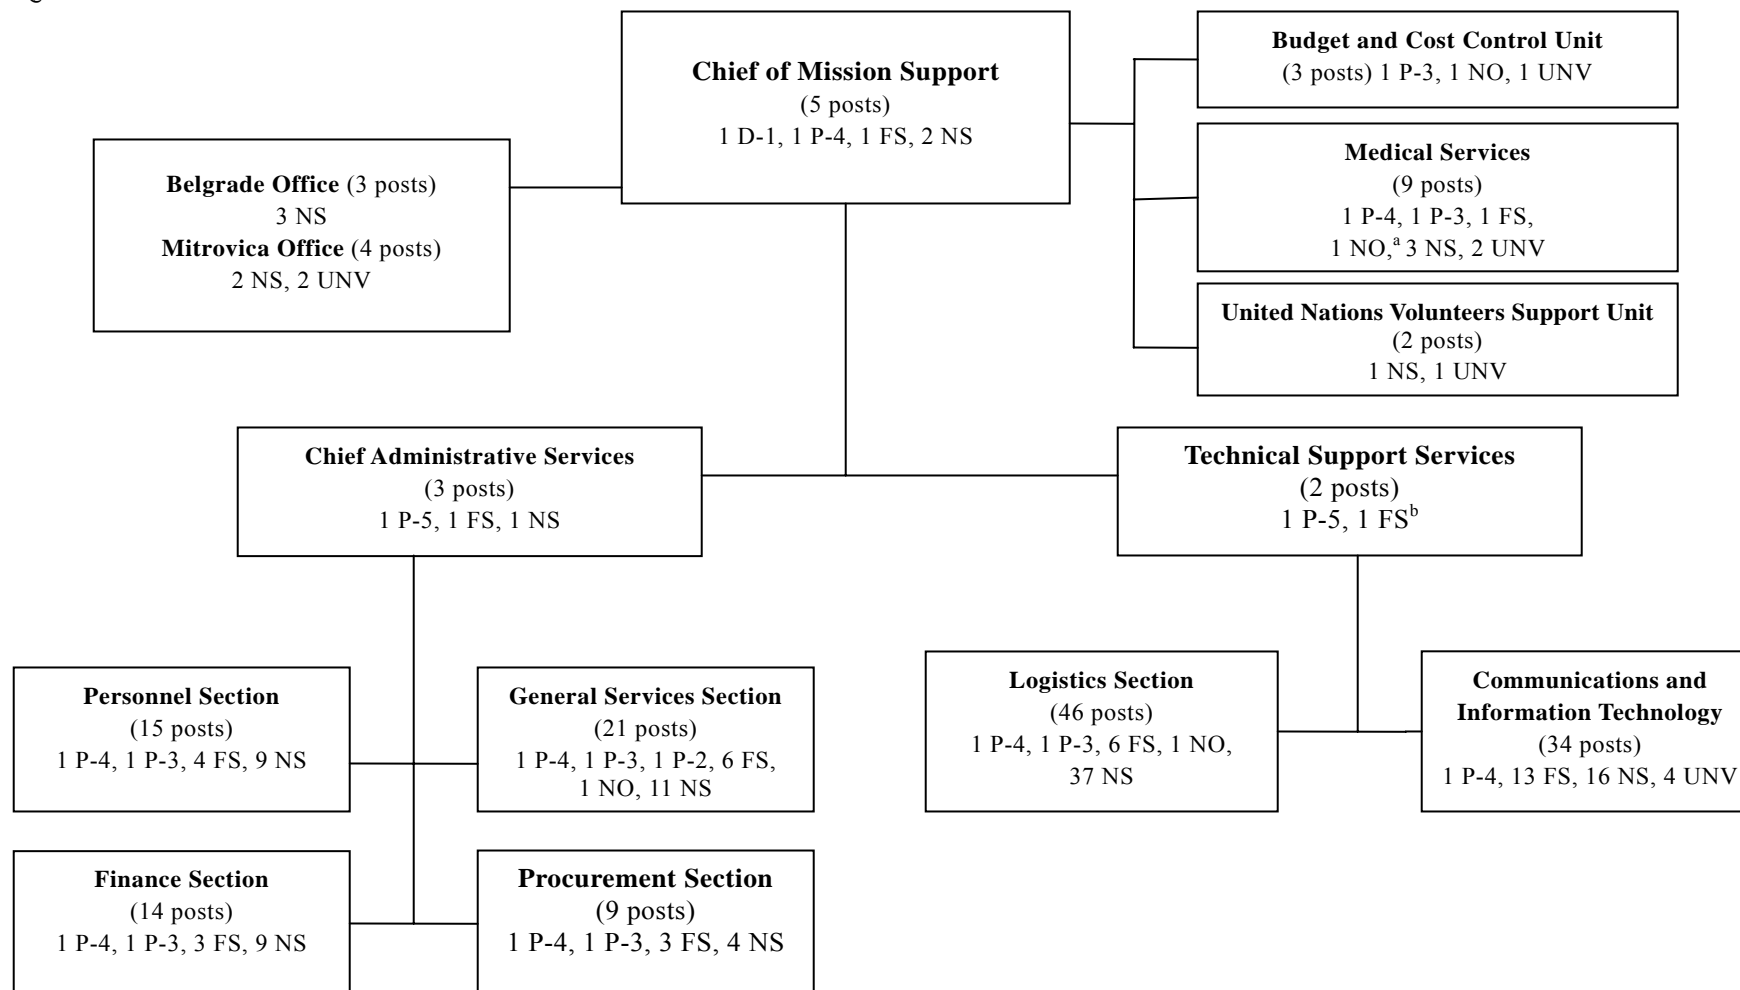 Chief of Mission Support
(5 posts)
1 D-1, 1 P-4, 1 FS, 2 NS
Budget and Cost Control Unit
(3 posts) 1 P-3, 1 NO, 1 UNV
Medical Services
(9 posts)
1 P-4, 1 P-3, 1 FS,
1 NO,ᵃ 3 NS, 2 UNV
United Nations Volunteers Support Unit
(2 posts)
1 NS, 1 UNV
Belgrade Office (3 posts)
3 NS
Mitrovica Office (4 posts)
2 NS, 2 UNV
Chief Administrative Services
(3 posts)
1 P-5, 1 FS, 1 NS
Technical Support Services
(2 posts)
1 P-5, 1 FSᵇ
Personnel Section
(15 posts)
1 P-4, 1 P-3, 4 FS, 9 NS
General Services Section
(21 posts)
1 P-4, 1 P-3, 1 P-2, 6 FS,
1 NO, 11 NS
Logistics Section
(46 posts)
1 P-4, 1 P-3, 6 FS, 1 NO,
37 NS
Communications and
Information Technology
(34 posts)
1 P-4, 13 FS, 16 NS, 4 UNV
Finance Section
(14 posts)
1 P-4, 1 P-3, 3 FS, 9 NS
Procurement Section
(9 posts)
1 P-4, 1 P-3, 3 FS, 4 NS